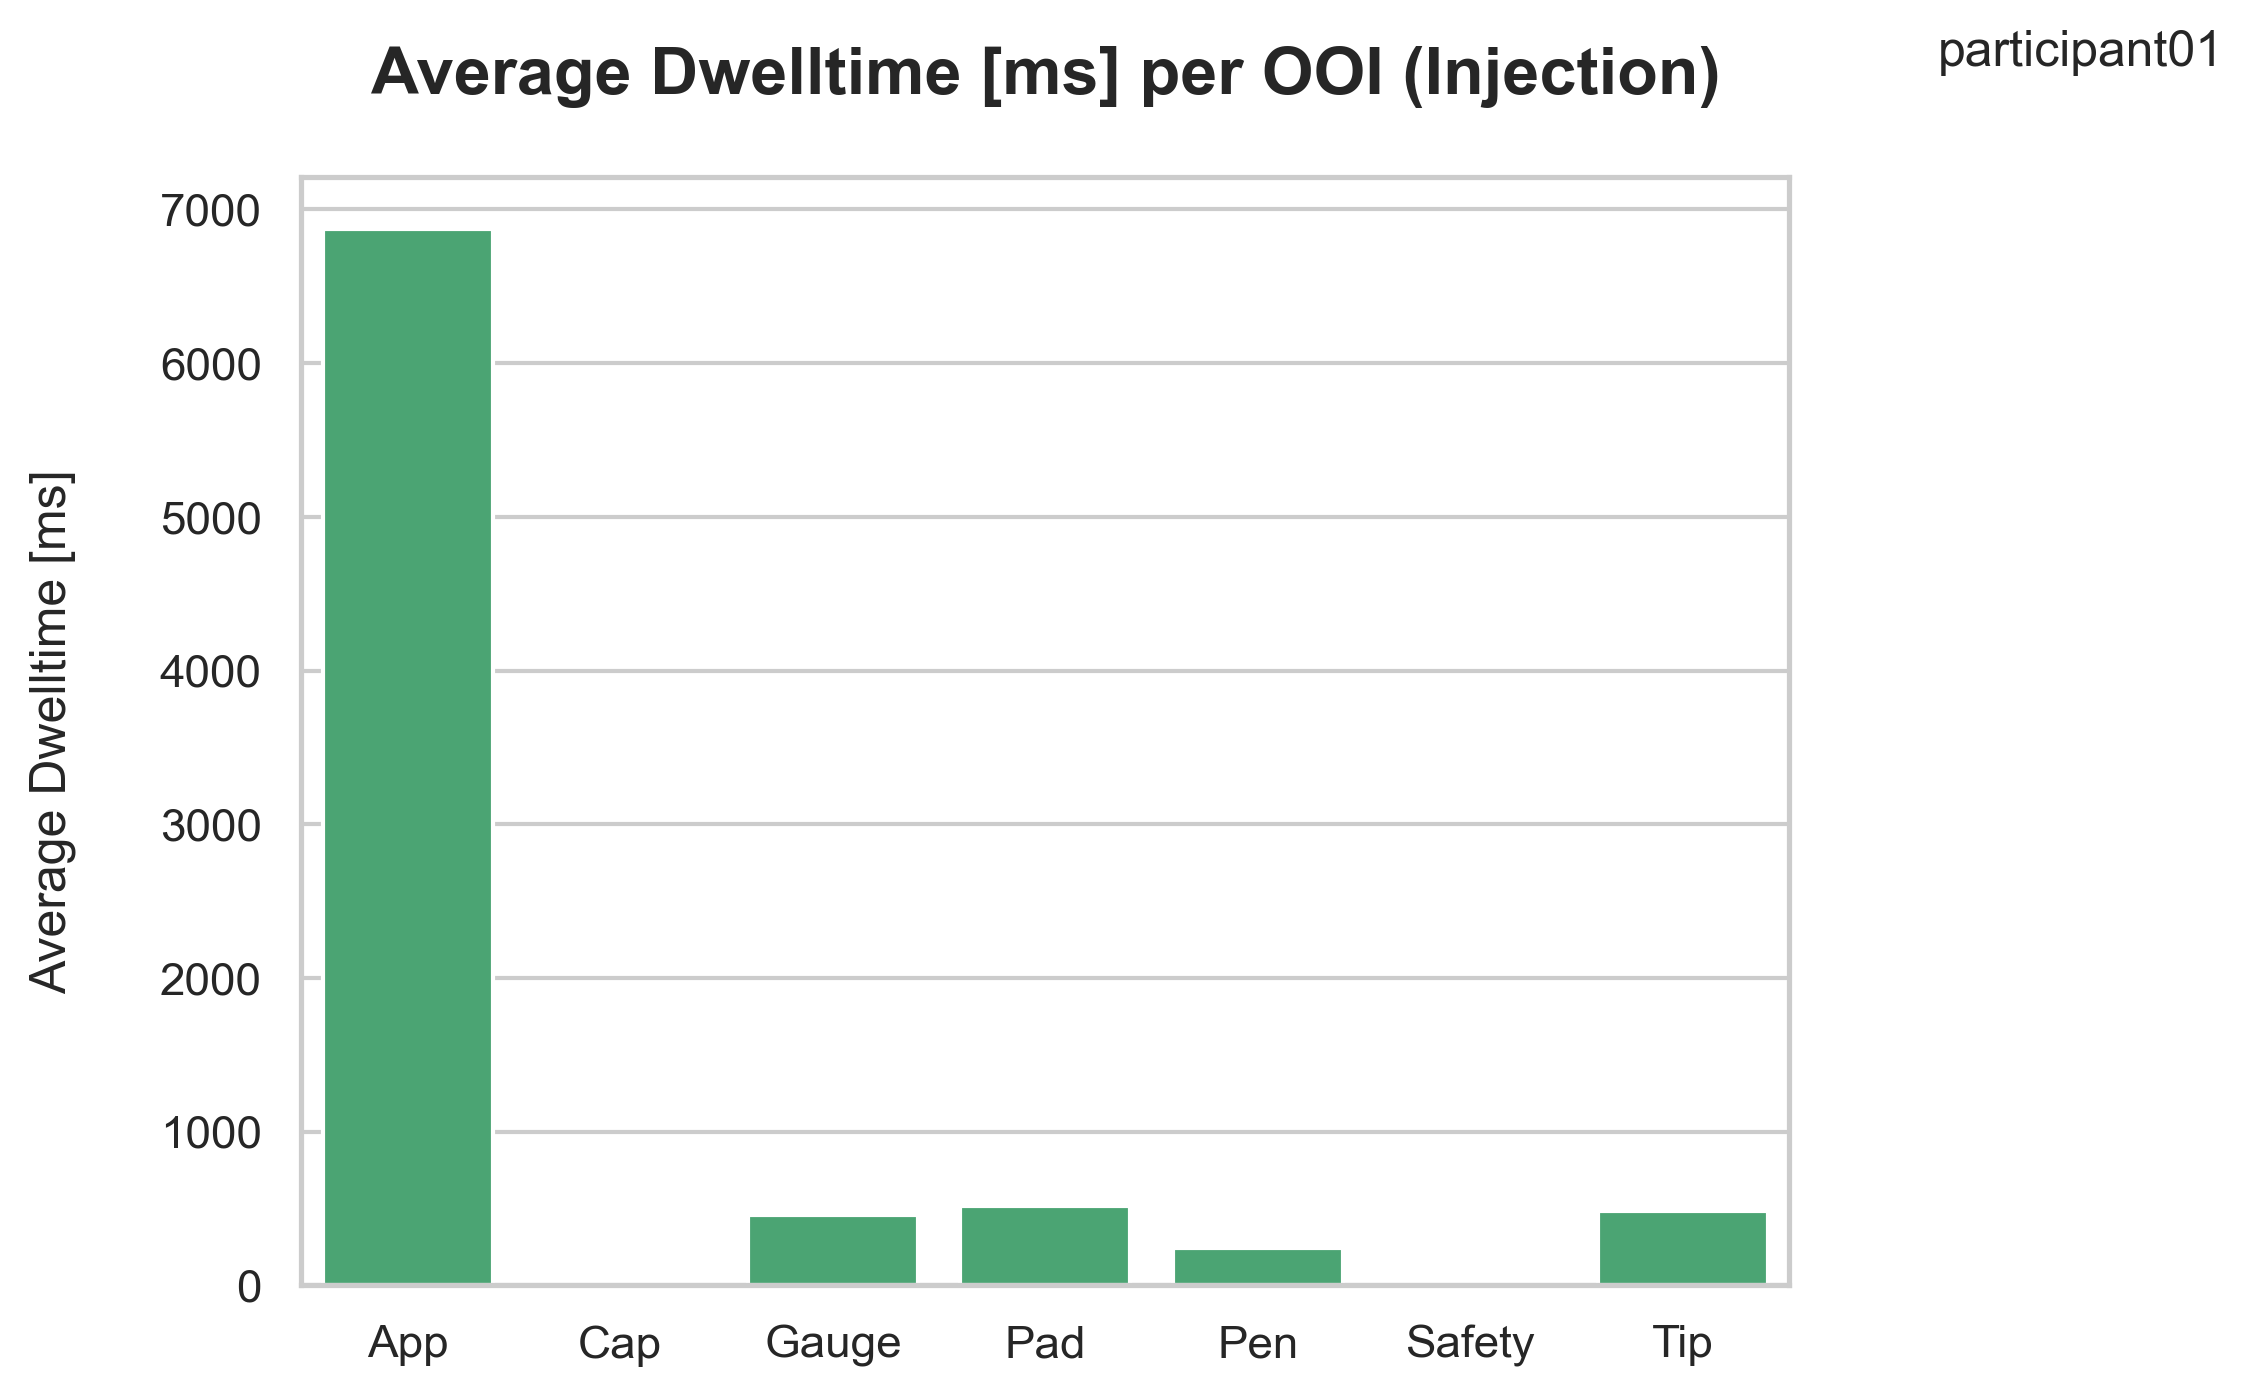 participant01
Average Dwelltime [ms] per OOI (Injection)
Average Dwelltime [ms]
7000
6000
5000
4000
3000
2000
1000
0
App Cap Gauge Pad Pen Safety Tip